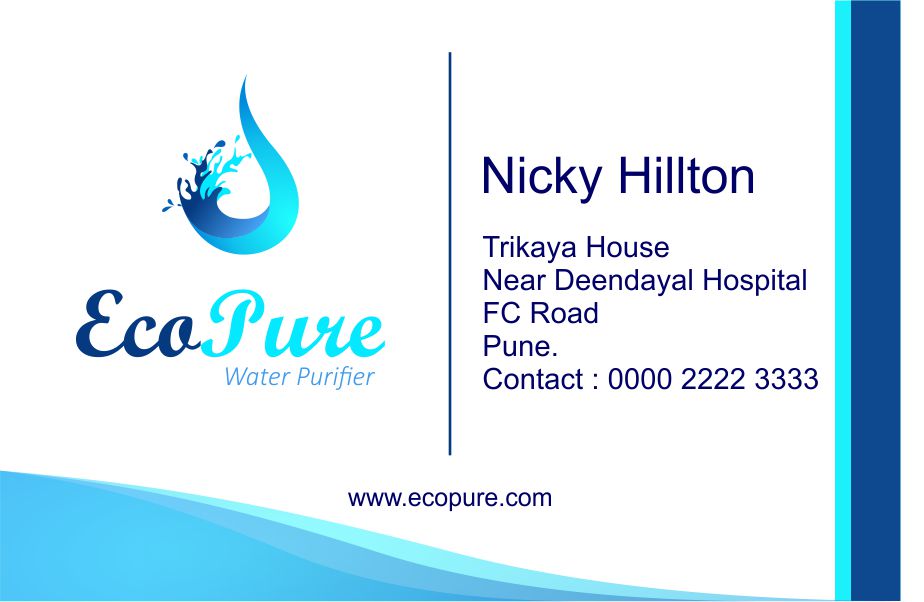 EcoPure
Water Purifier
Nicky Hillton
Trikaya House
Near Deendayal Hospital
FC Road
Pune.
Contact : 0000 2222 3333
www.ecopure.com